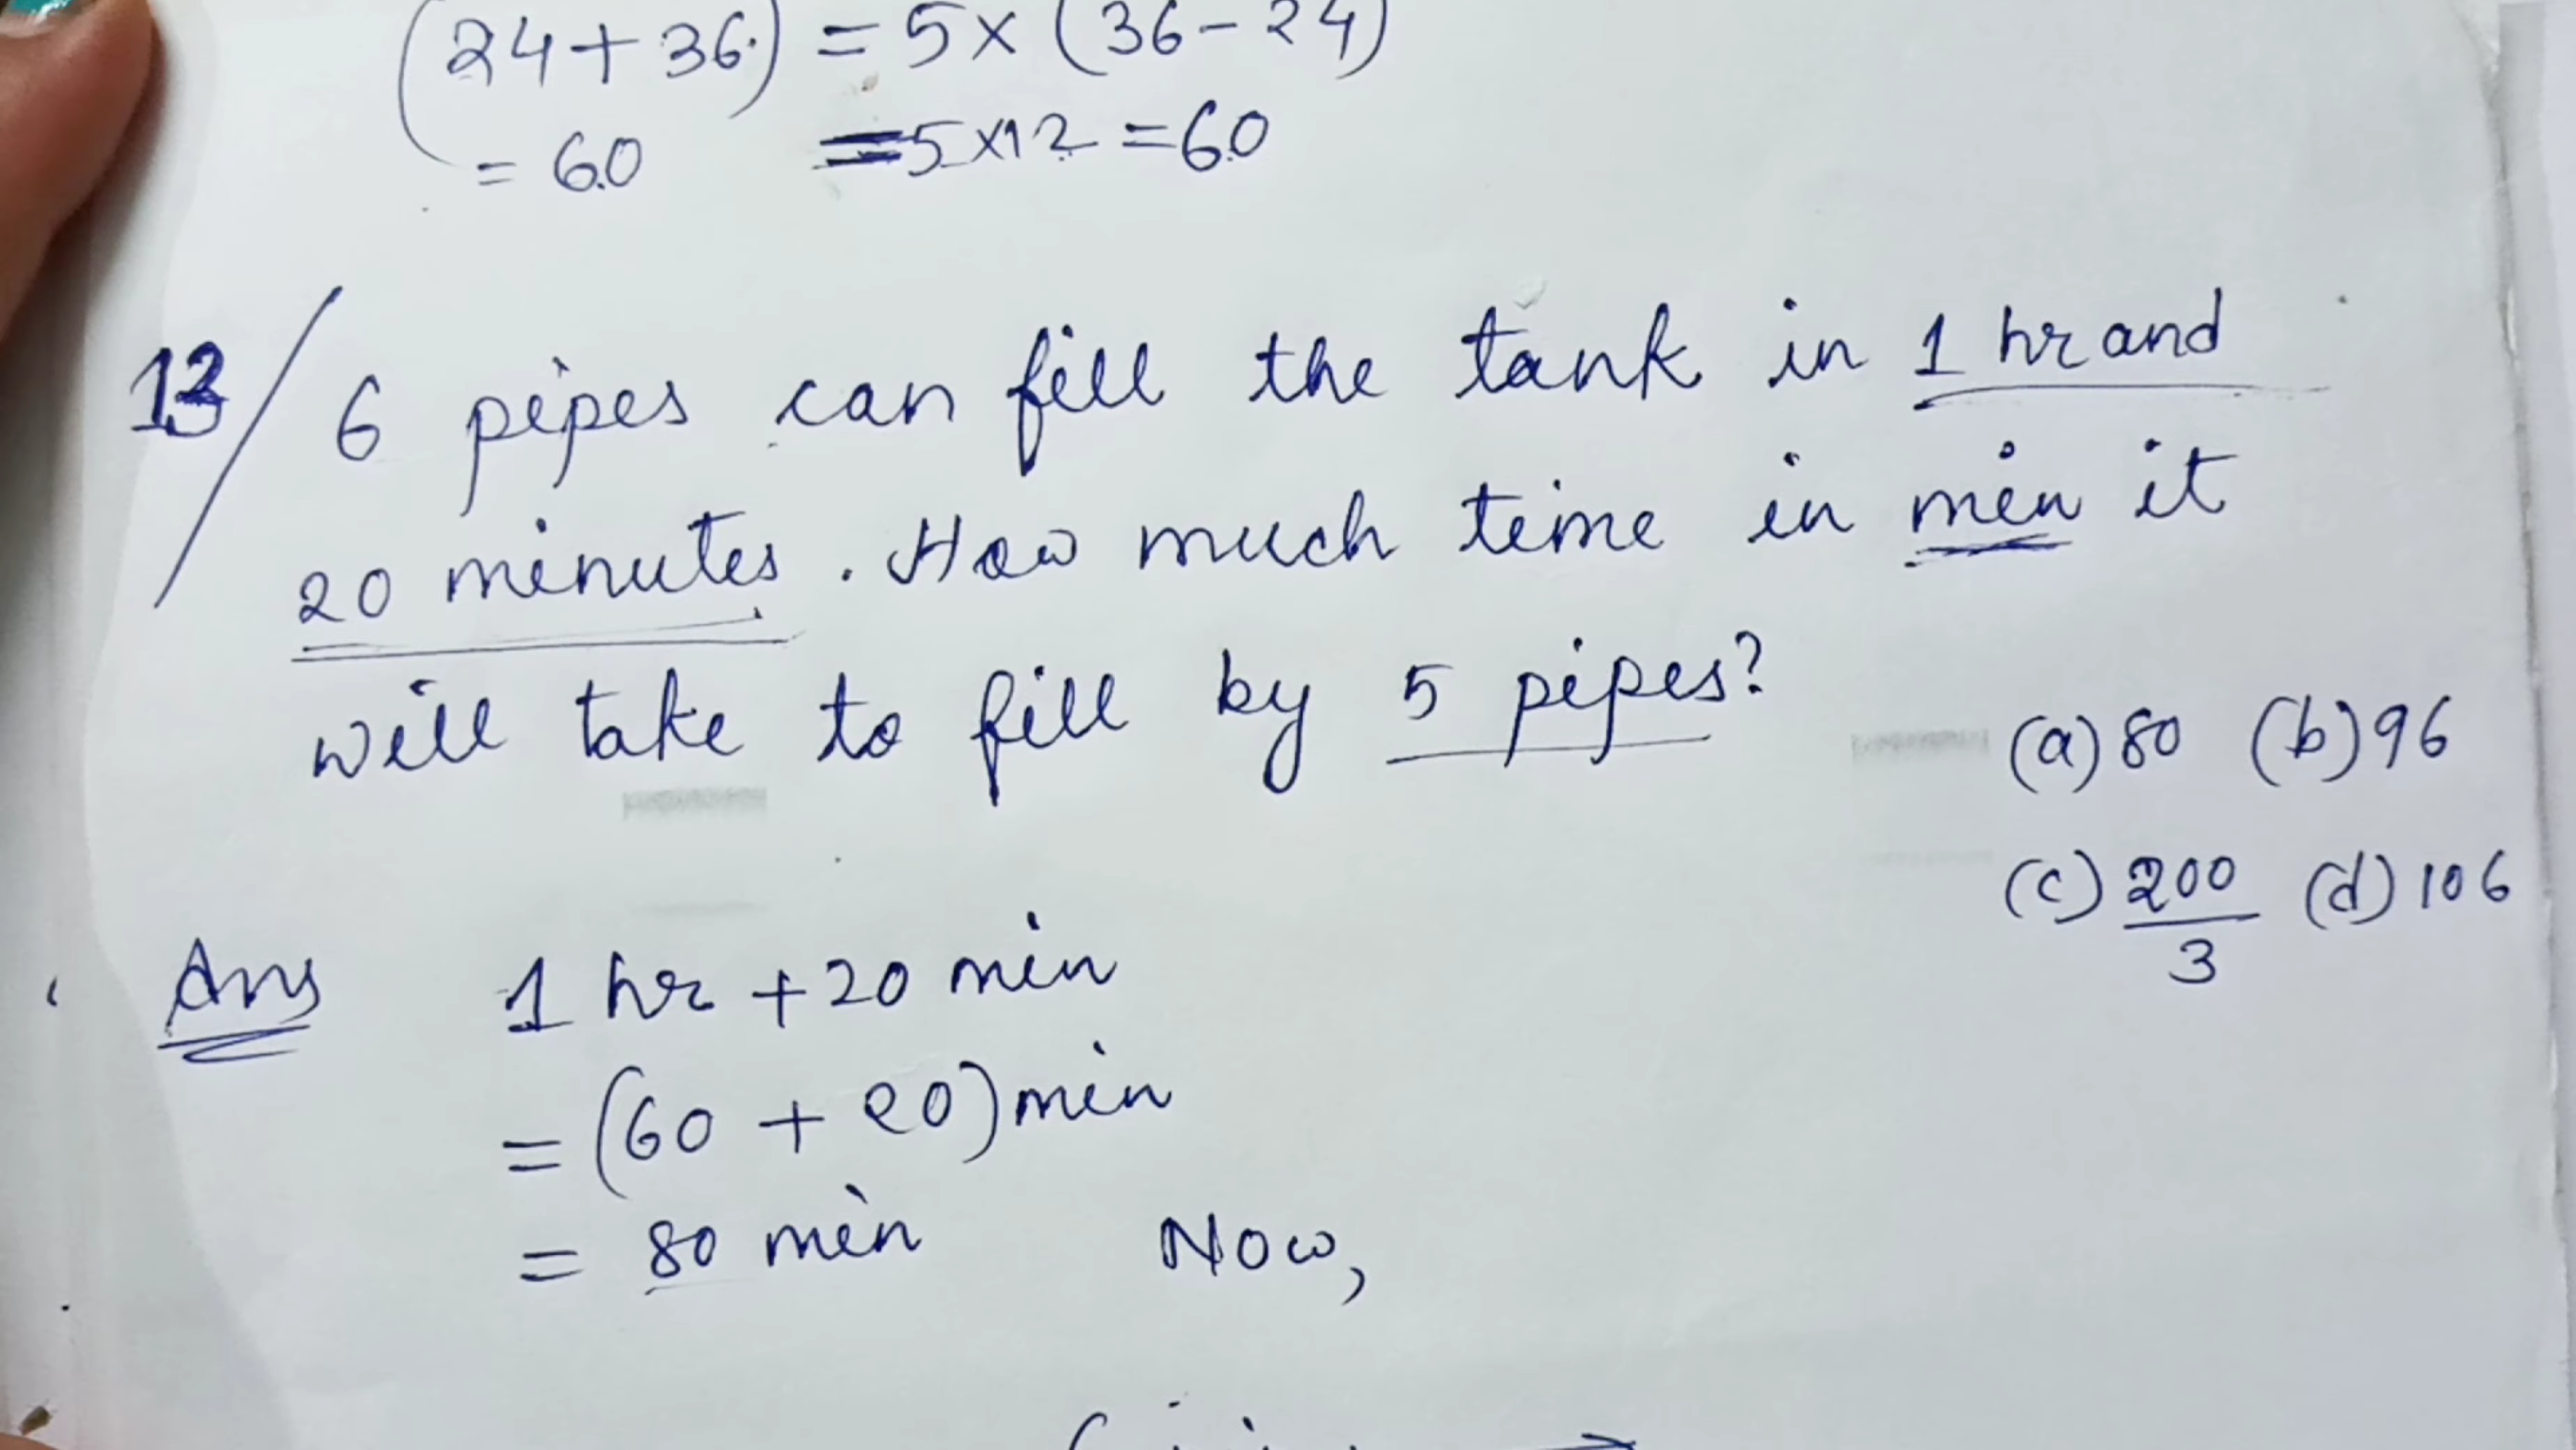 (24+36) = 5×(36-24)
= 60 =5×12 =60
13/ 6 pipes can fill the tank in 1 hr and
20 minutes. How much time in min it
will take to fill by 5 pipes?
(a) 80 (b) 96
(c) 200/3 (d) 106
Ans 1 hr + 20 min
= (60 + 20) min
= 80 min Now,